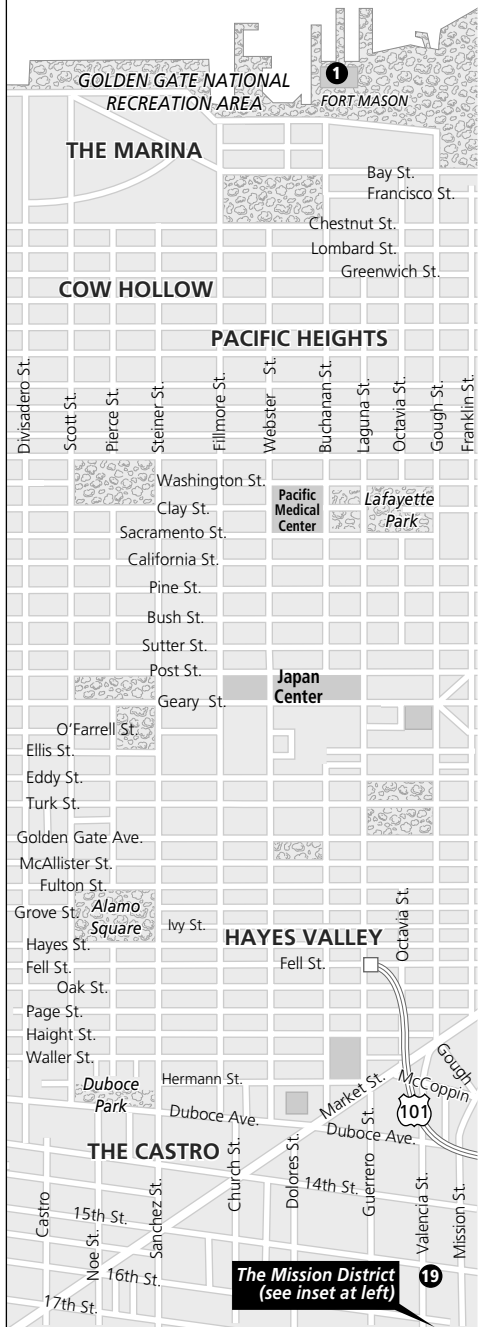 1
GOLDEN GATE NATIONAL
RECREATION AREA
FORT MASON
THE MARINA
Bay St.
Francisco St.
Chestnut St.
Lombard St.
Greenwich St.
COW HOLLOW
PACIFIC HEIGHTS
Divisadero St.
Scott St.
Pierce St.
Steiner St.
Fillmore St.
Webster St.
Buchanan St.
Laguna St.
Octavia St.
Gough St.
Franklin St.
Washington St.
Clay St.
Sacramento St.
Pacific
Medical
Center
Lafayette
Park
California St.
Pine St.
Bush St.
Sutter St.
Post St.
Japan
Center
Geary St.
O'Farrell St.
Ellis St.
Eddy St.
Turk St.
Golden Gate Ave.
McAllister St.
Fulton St.
Grove St.
Alamo
Square
Ivy St.
Octavia St.
HAYES VALLEY
Hayes St.
Fell St.
Fell St.
Oak St.
Page St.
Haight St.
Waller St.
Gough
McCoppin
Market St.
101
Hermann St.
Duboce
Park
Duboce Ave.
Duboce Ave.
THE CASTRO
Castro
Noe St.
Sanchez St.
Church St.
Dolores St.
Guerrero St.
Valencia St.
Mission St.
14th St.
15th St.
16th St.
17th St.
19
The Mission District
(see inset at left)